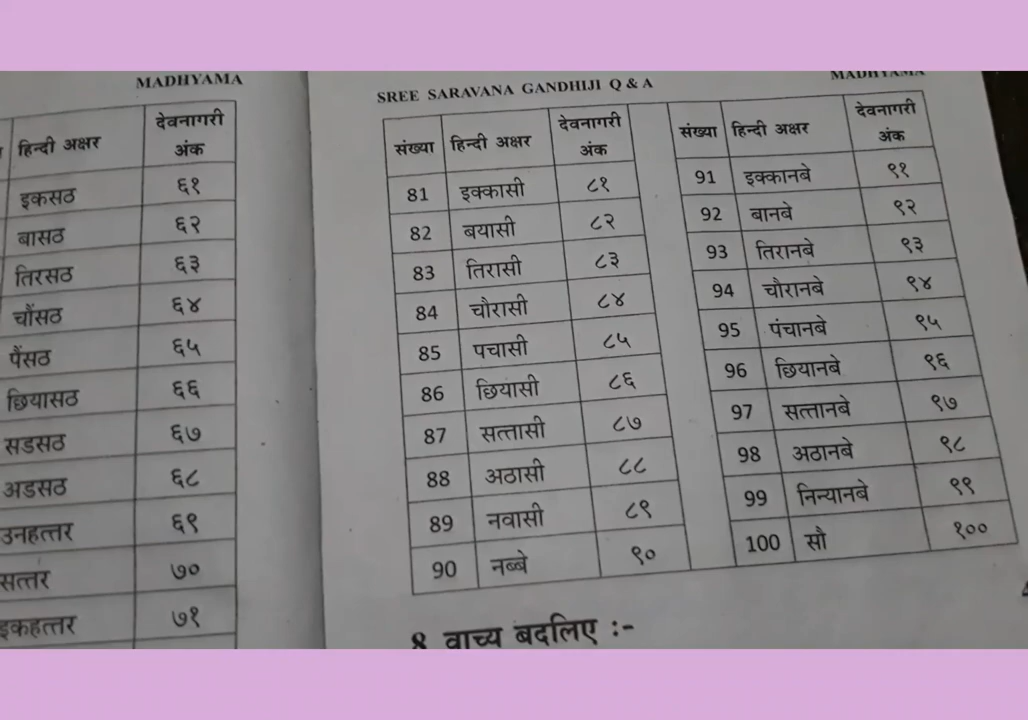 MADHYAMA
हिन्दी अक्षर देवनागरी अंक
इकसठ ६१
बासठ ६२
तिरसठ ६३
चौंसठ ६४
पैंसठ ६५
छियासठ ६६
सडसठ ६७
अडसठ ६८
उनहत्तर ६९
सत्तर ७०
इकहत्तर ७१
SREE SARAVANA GANDHIJI Q & A MADHYAMA
संख्या हिन्दी अक्षर देवनागरी अंक संख्या हिन्दी अक्षर देवनागरी अंक
81 इक्कासी ८१ 91 इक्कानबे ९१
82 बयासी ८२ 92 बानबे ९२
83 तिरासी ८३ 93 तिरानबे ९३
84 चौरासी ८४ 94 चौरानबे ९४
85 पचासी ८५ 95 पंचानबे ९५
86 छियासी ८६ 96 छियानबे ९६
87 सत्तासी ८७ 97 सत्तानबे ९७
88 अठासी ८८ 98 अठानबे ९८
89 नवासी ८९ 99 निन्यानबे ९९
90 नब्बे ९० 100 सौ १००
8 वाच्य बदलिए :-